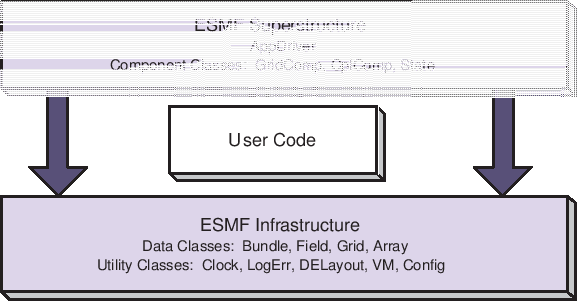 ESMF Superstructure
AppDriver
Component Classes: GridComp, CplComp, State
User Code
ESMF Infrastructure
Data Classes: Bundle, Field, Grid, Array
Utility Classes: Clock, LogErr, DELayout, VM, Config